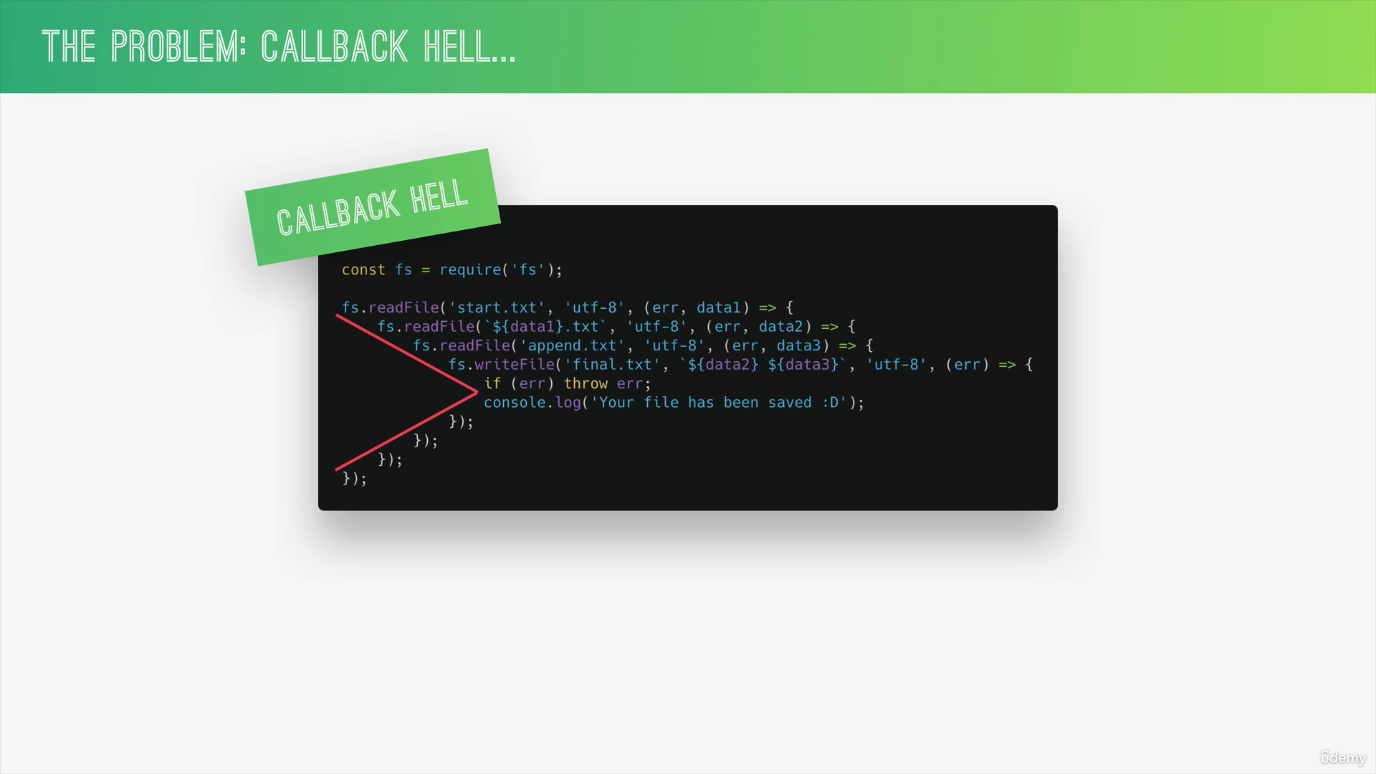 THE PROBLEM: CALLBACK HELL...
CALLBACK HELL
const fs = require('fs');
fs.readFile('start.txt', 'utf-8', (err, data1) => {
    fs.readFile(`${data1}.txt`, 'utf-8', (err, data2) => {
        fs.readFile('append.txt', 'utf-8', (err, data3) => {
            fs.writeFile('final.txt', `${data2} ${data3}`, 'utf-8', (err) => {
                if (err) throw err;
                console.log('Your file has been saved :D');
            });
        });
    });
});
ûdemy